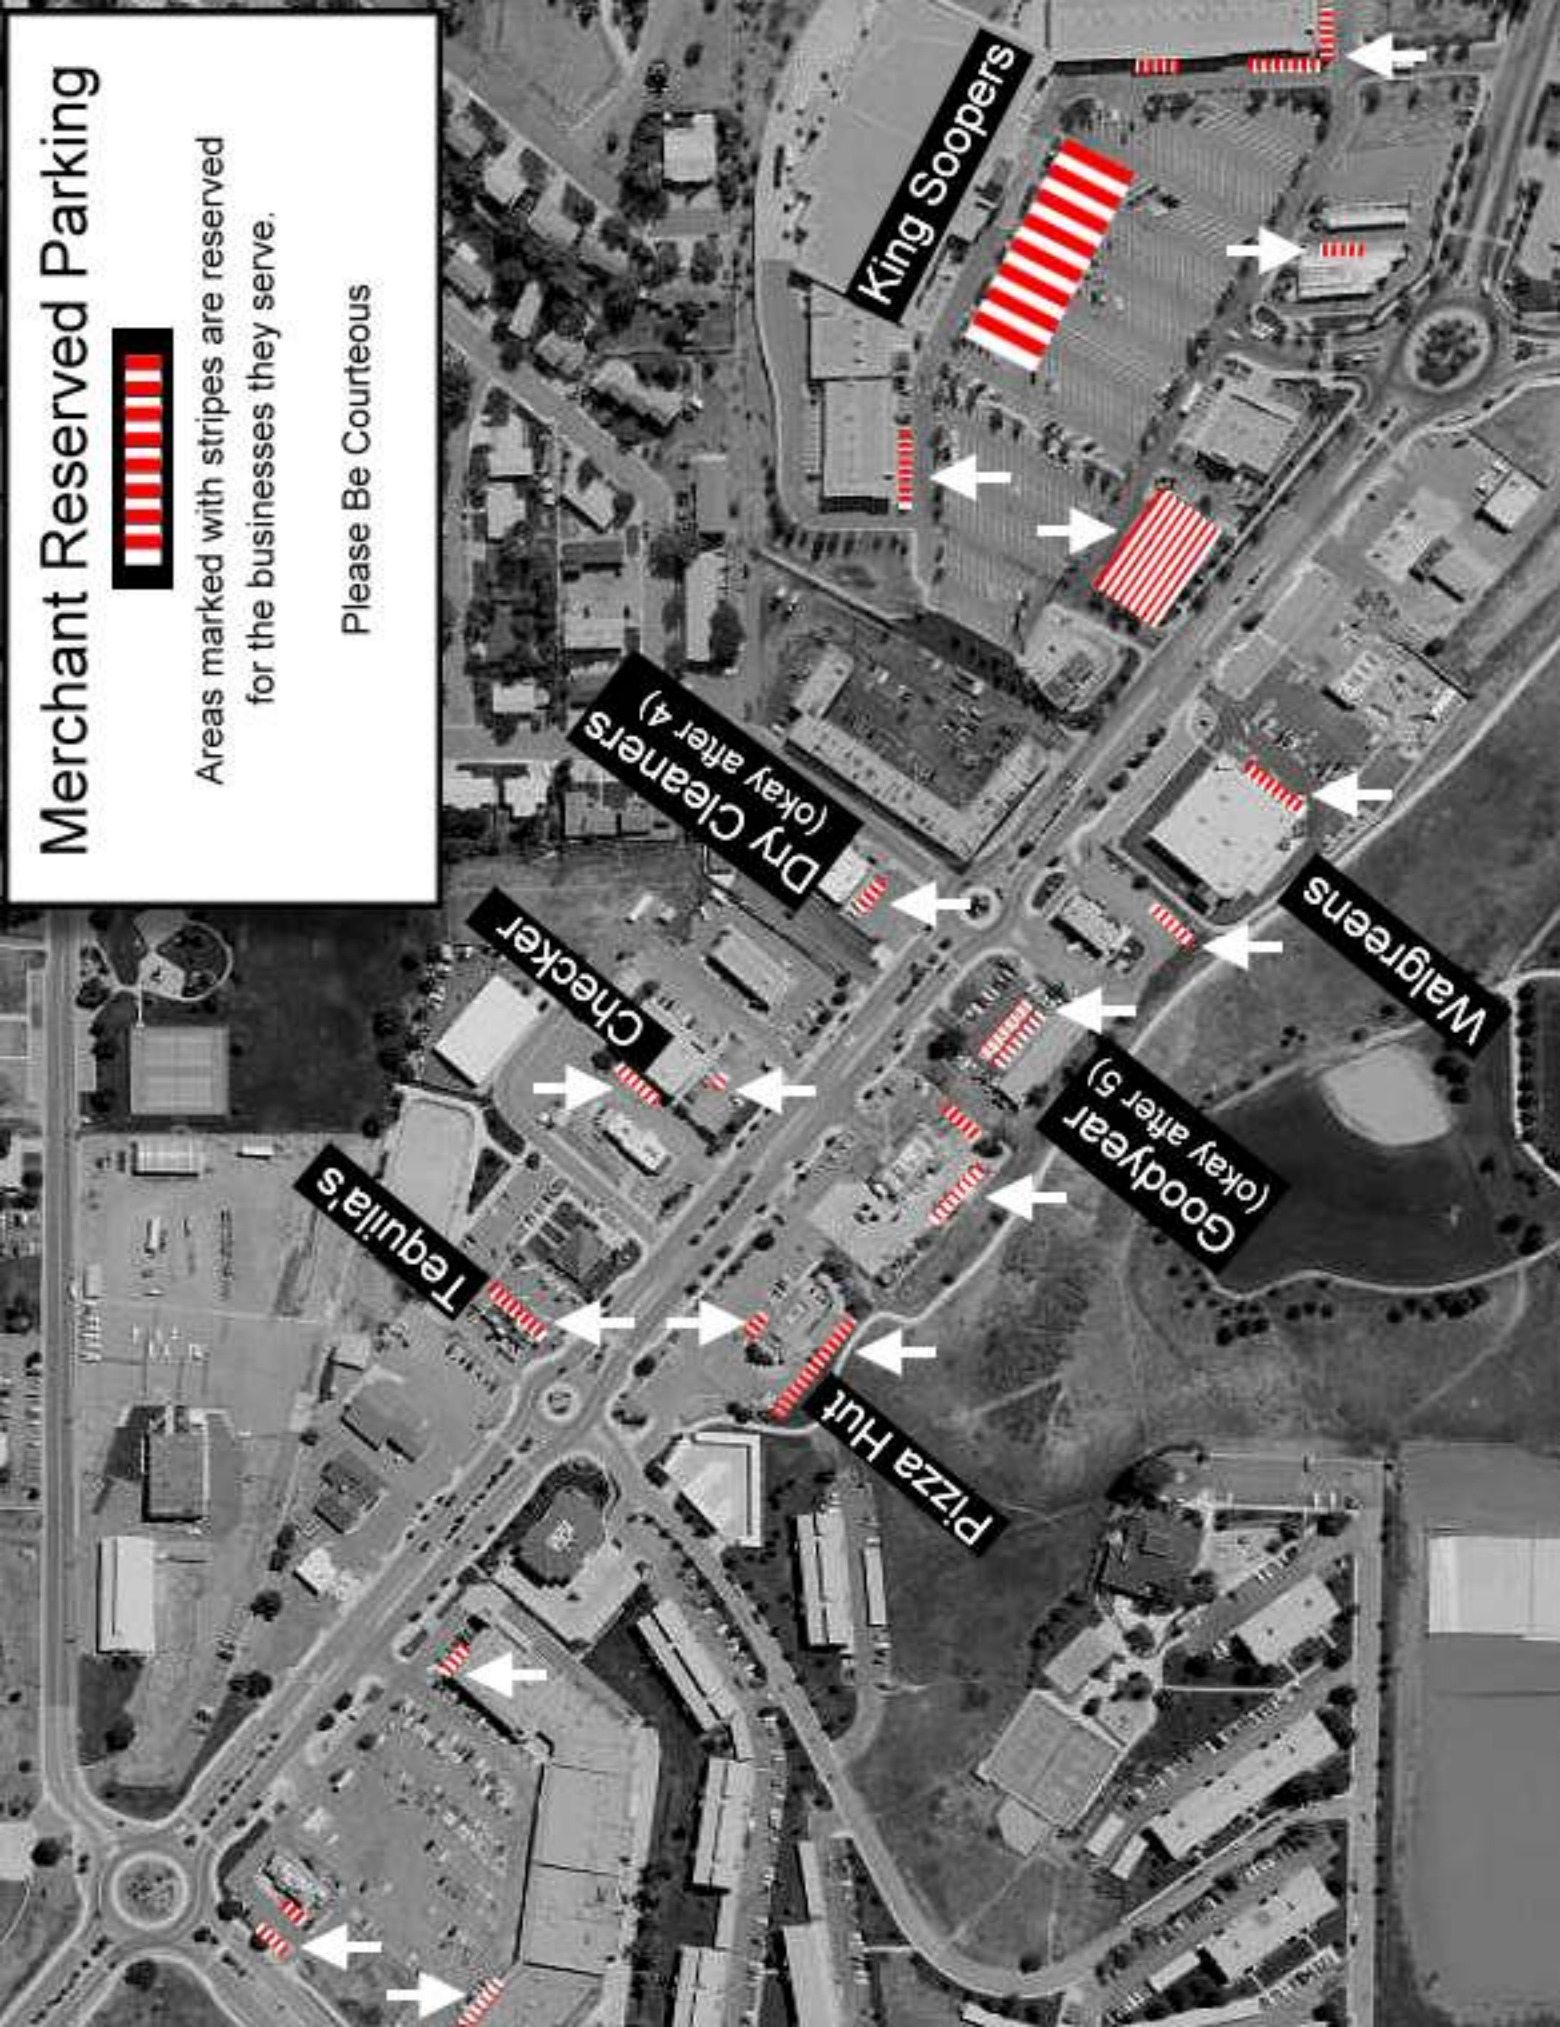 Merchant Reserved Parking
Areas marked with stripes are reserved
for the businesses they serve.
Please Be Courteous
King Soopers
Dry Cleaners
(okay after 4)
Checker
Tequila's
Walgreens
Goodyear
(okay after 5)
Pizza Hut